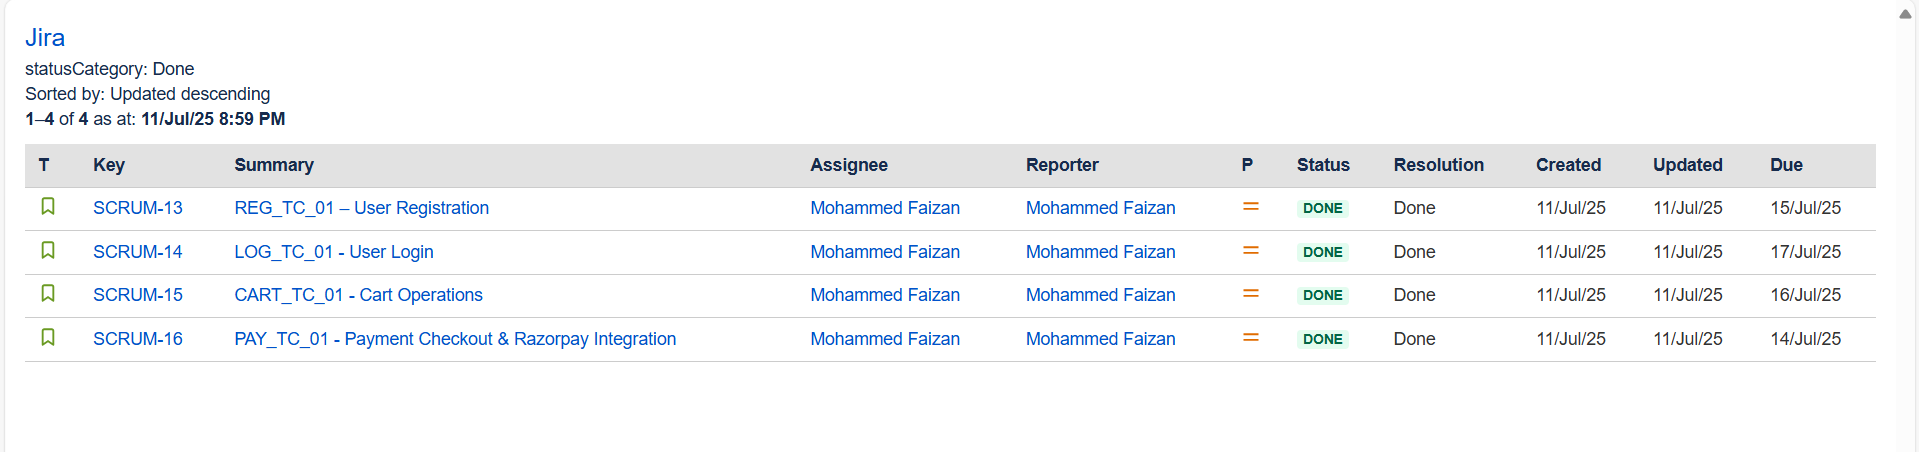 Jira
statusCategory: Done
Sorted by: Updated descending
1–4 of 4 as at: 11/Jul/25 8:59 PM
T Key Summary Assignee Reporter P Status Resolution Created Updated Due
SCRUM-13 REG_TC_01 – User Registration Mohammed Faizan Mohammed Faizan DONE Done 11/Jul/25 11/Jul/25 15/Jul/25
SCRUM-14 LOG_TC_01 - User Login Mohammed Faizan Mohammed Faizan DONE Done 11/Jul/25 11/Jul/25 17/Jul/25
SCRUM-15 CART_TC_01 - Cart Operations Mohammed Faizan Mohammed Faizan DONE Done 11/Jul/25 11/Jul/25 16/Jul/25
SCRUM-16 PAY_TC_01 - Payment Checkout & Razorpay Integration Mohammed Faizan Mohammed Faizan DONE Done 11/Jul/25 11/Jul/25 14/Jul/25